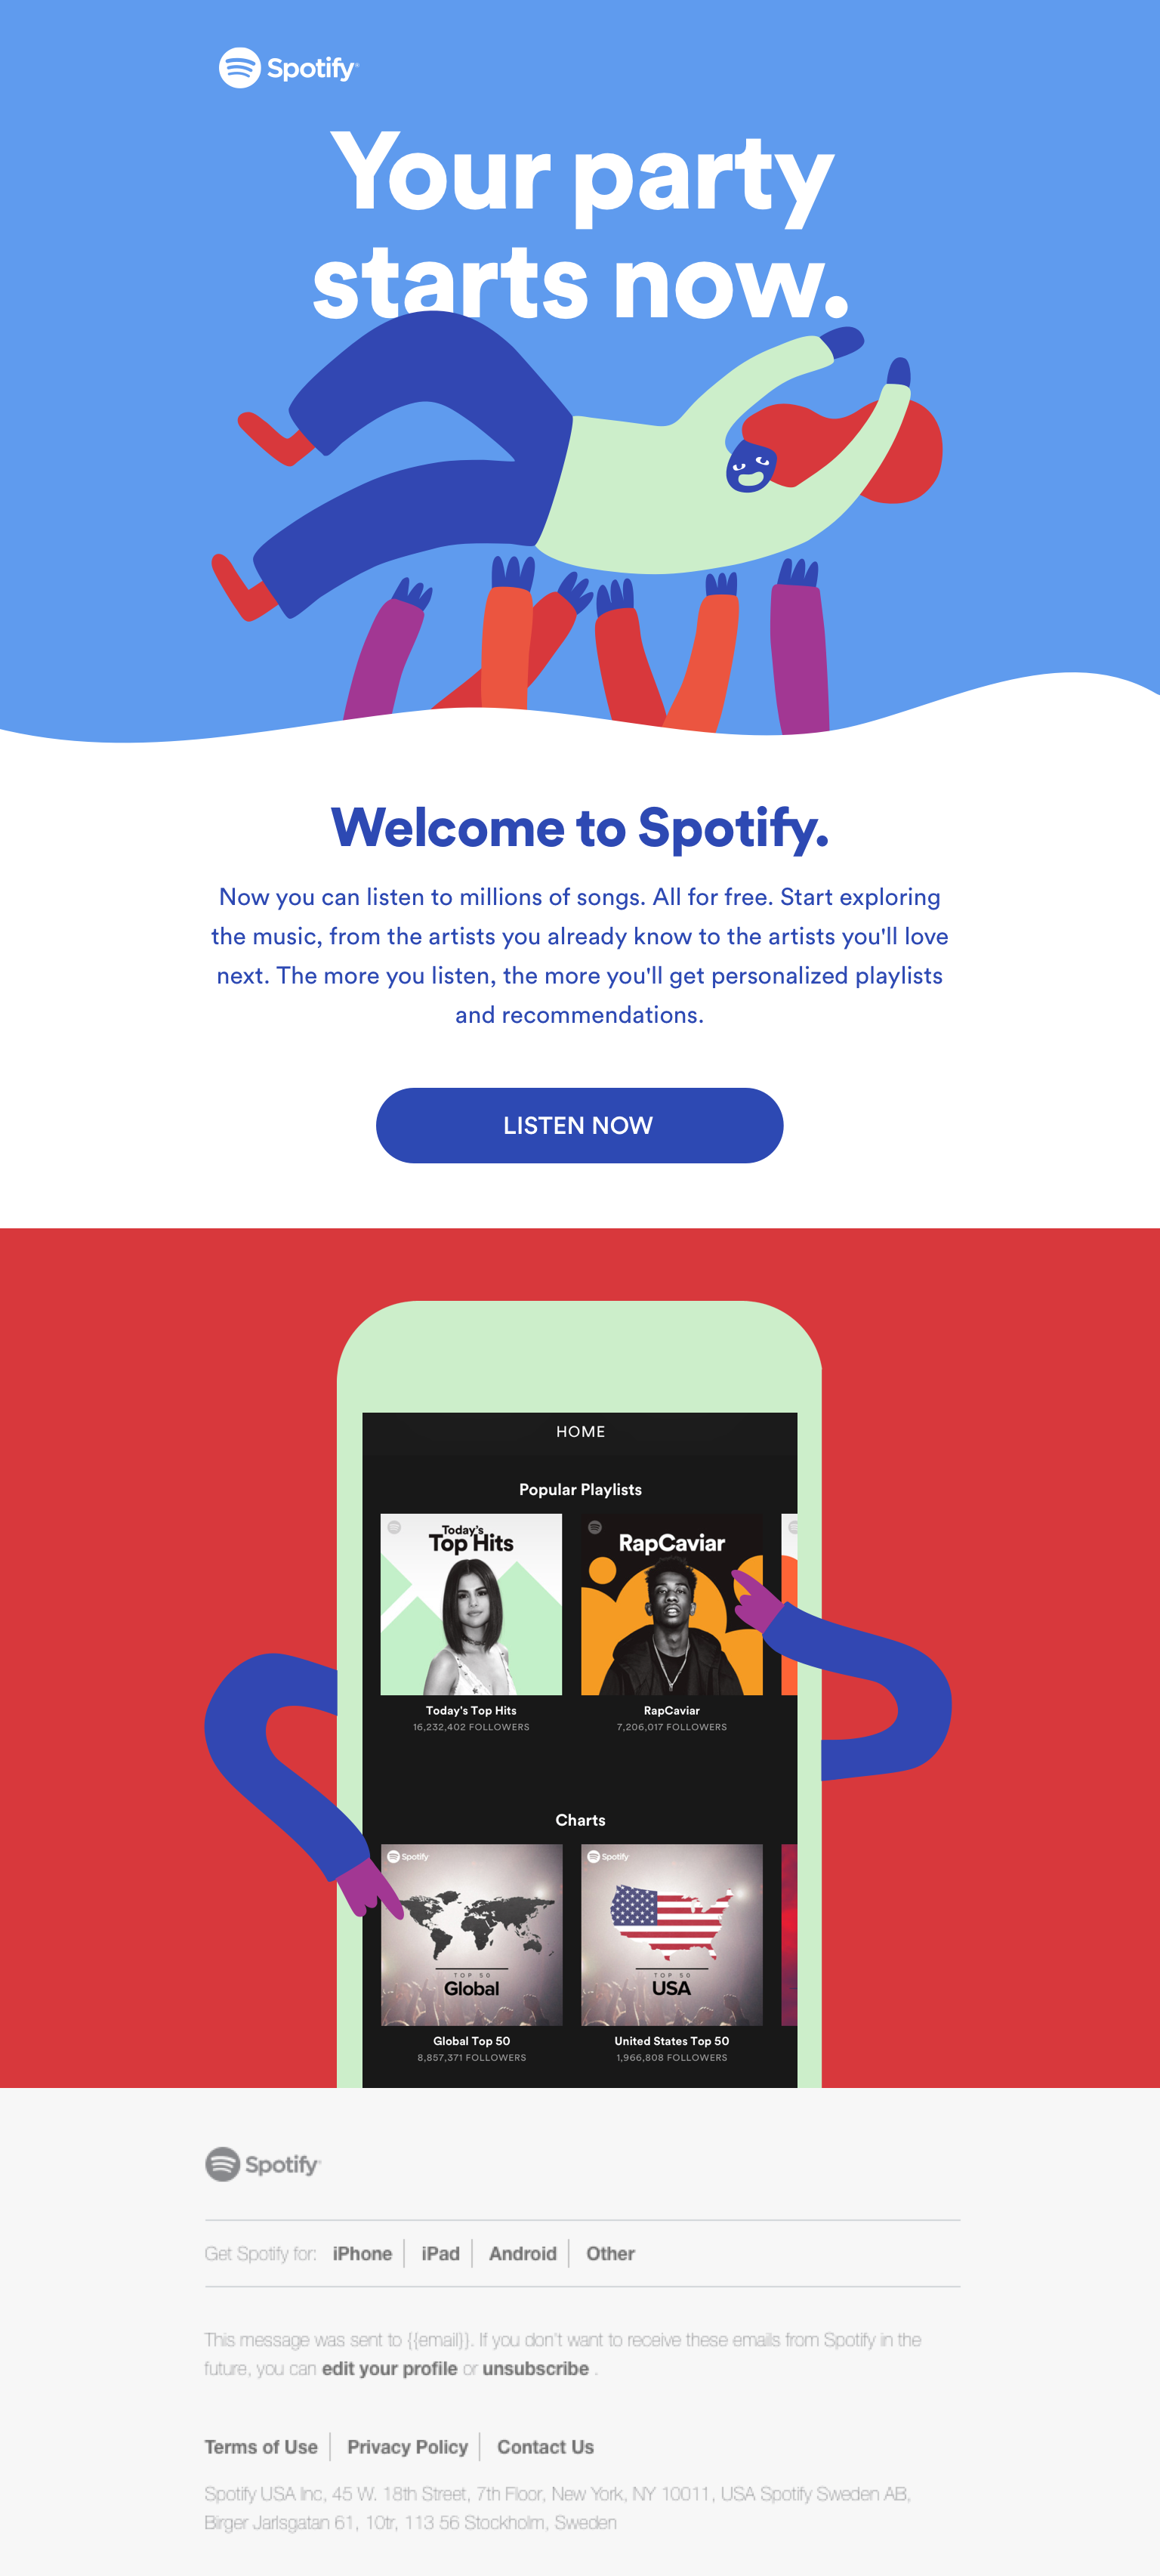 Spotify®
Your party
starts now.
Welcome to Spotify.
Now you can listen to millions of songs. All for free. Start exploring
the music, from the artists you already know to the artists you'll love
next. The more you listen, the more you'll get personalized playlists
and recommendations.
LISTEN NOW
HOME
Popular Playlists
Today's
Top Hits
RapCaviar
Today's Top Hits
16,232,402 FOLLOWERS
RapCaviar
7,206,017 FOLLOWERS
Charts
Spotify
TOP 50
Global
Spotify
TOP 50
USA
Global Top 50
8,857,371 FOLLOWERS
United States Top 50
1,966,808 FOLLOWERS
Spotify®
Get Spotify for: iPhone iPad Android Other
This message was sent to {{email}}. If you don't want to receive these emails from Spotify in the
future, you can edit your profile or unsubscribe .
Terms of Use Privacy Policy Contact Us
Spotify USA Inc, 45 W. 18th Street, 7th Floor, New York, NY 10011, USA Spotify Sweden AB,
Birger Jarlsgatan 61, 10tr, 113 56 Stockholm, Sweden